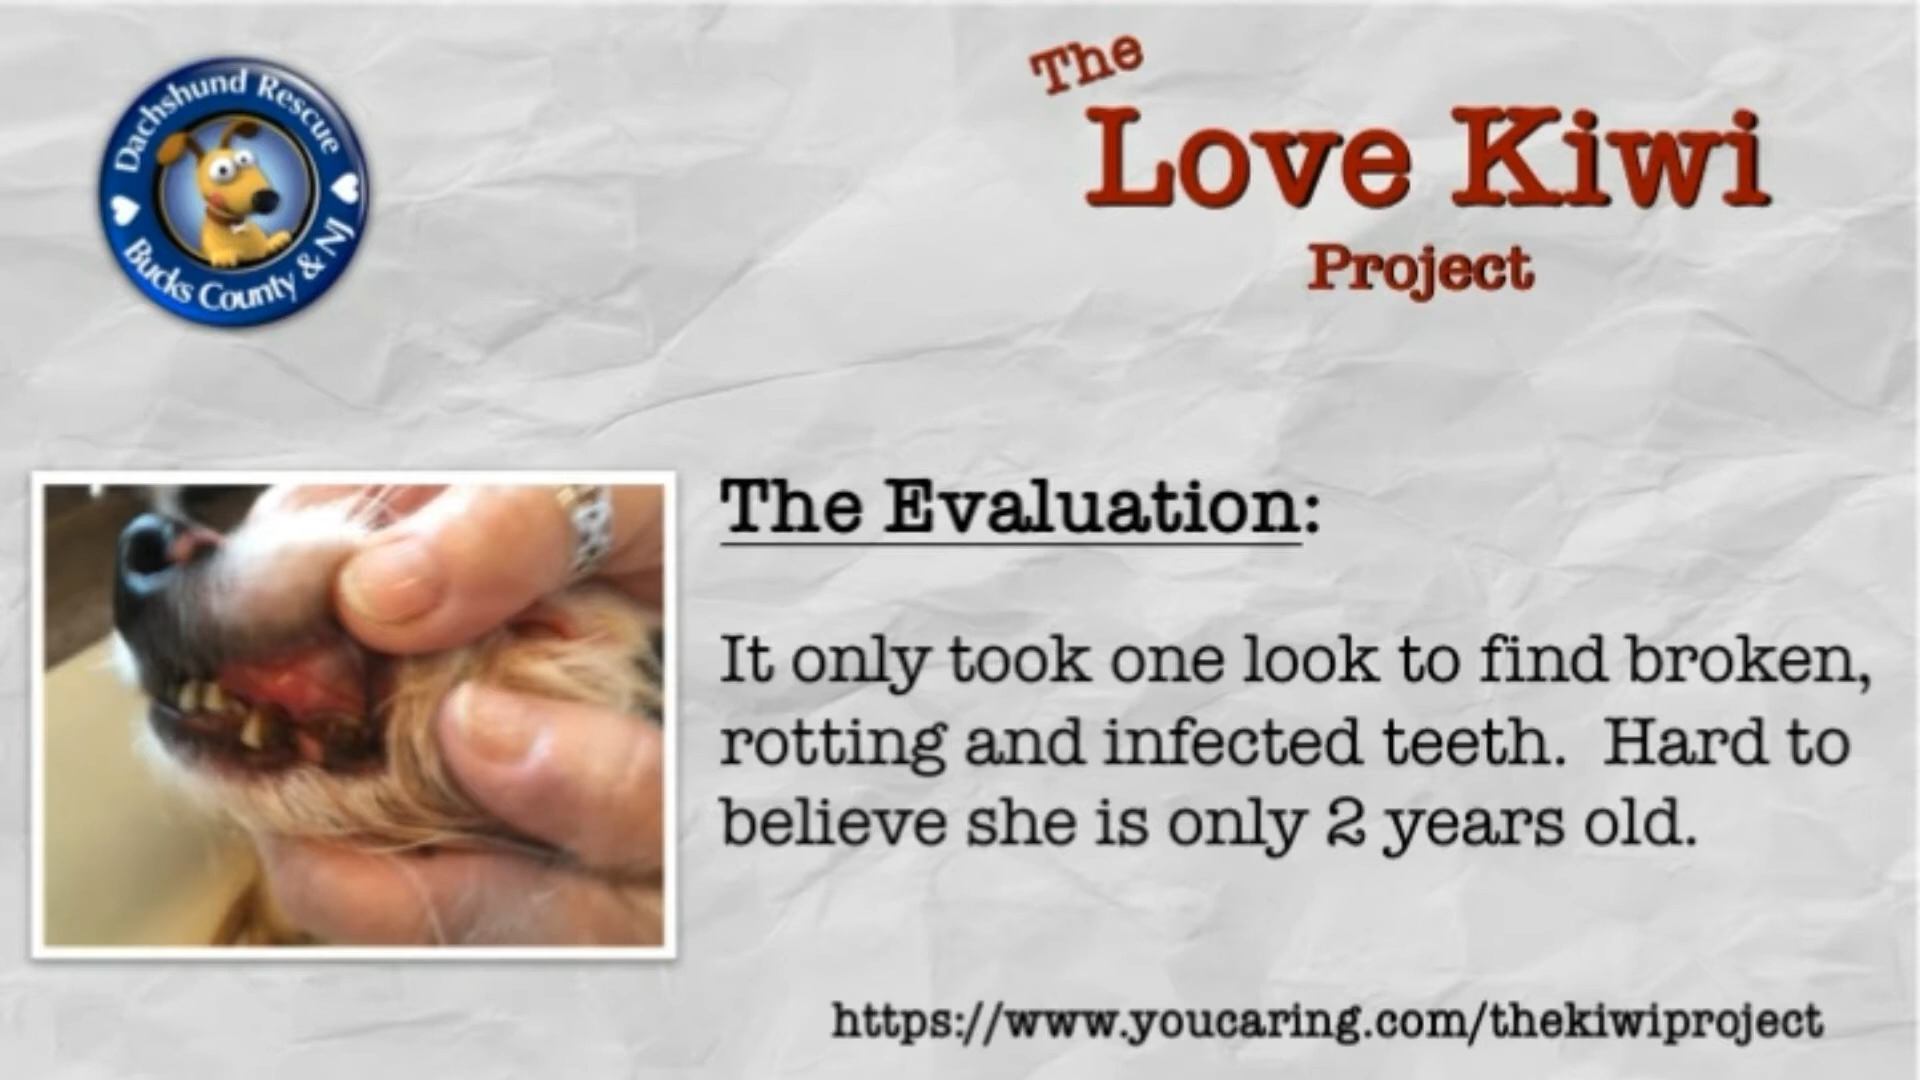 Dachshund Rescue
Bucks County & NJ
The
Love Kiwi
Project
The Evaluation:
It only took one look to find broken,
rotting and infected teeth.  Hard to
believe she is only 2 years old.
https://www.youcaring.com/thekiwiproject